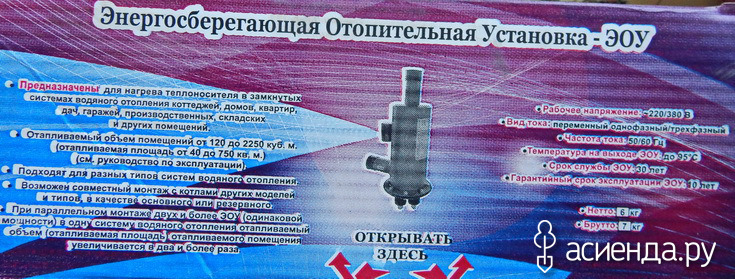 Энергосберегающая Отопительная Установка - ЭОУ
• Предназначены для нагрева теплоносителя в замкнутых
системах водяного отопления коттеджей, домов, квартир,
дач, гаражей, производственных, складских
и других помещений.
• Отапливаемый объем помещений от 120 до 2250 куб. м.
(отапливаемая площадь от 40 до 750 кв. м.)
(см. руководство по эксплуатации)
• Подходят для разных типов систем водяного отопления
• Возможен совместный монтаж с котлами других моделей
и типов, в качестве основного или резервного.
• При параллельном монтаже двух и более ЭОУ (одинаковой
мощности) в одну систему водяного отопления отапливаемый
объем (отапливаемая площадь) отапливаемого помещения
увеличивается в два и более раза
ОТКРЫВАТЬ
ЗДЕСЬ
• Рабочее напряжение: ~220/380 В
• Вид тока: переменный однофазный/трехфазный
• Частота тока: 50/60 Гц
• Температура на выходе ЭОУ: до 95°С
• Срок службы ЭОУ: 30 лет
• Гарантийный срок эксплуатации ЭОУ: 10 лет
• Нетто: 6 кг
• Брутто: 7 кг
асиенда.ру